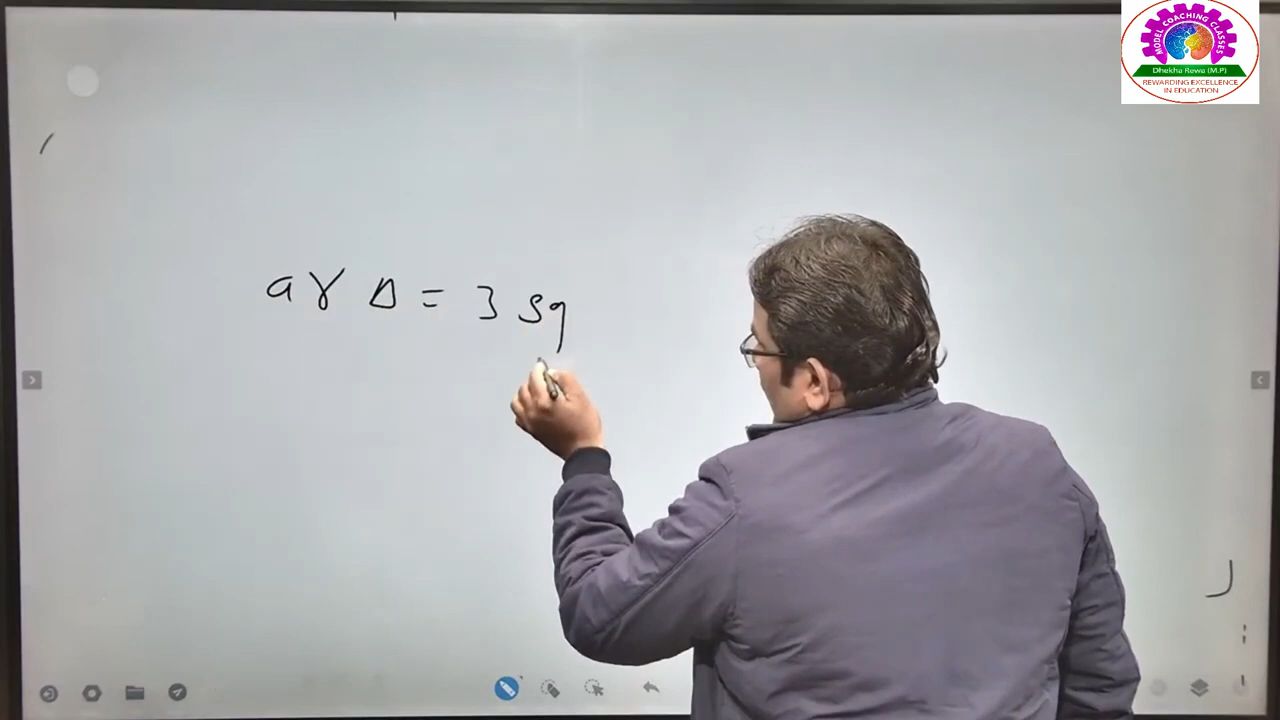 MODEL COACHING CLASSES
Dhekha Rewa (M.P)
REWARDING EXCELLENCE
IN EDUCATION
ar Δ = 3 sq